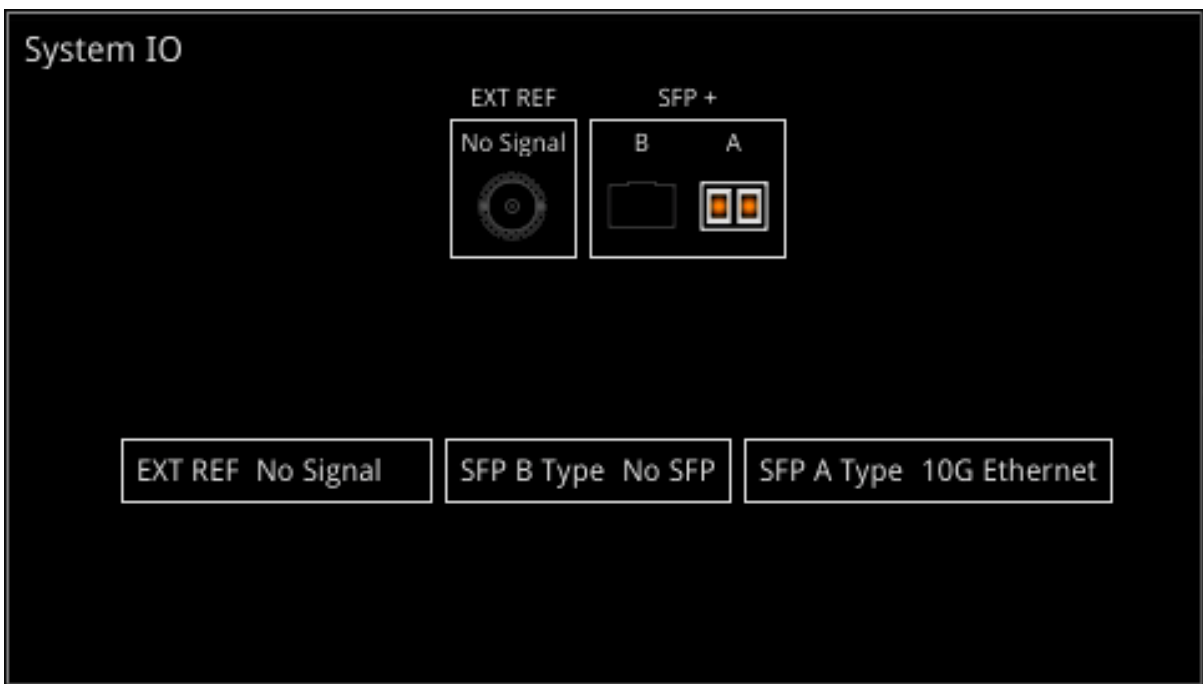 System IO
EXT REF SFP +
No Signal B A
EXT REF No Signal SFP B Type No SFP SFP A Type 10G Ethernet